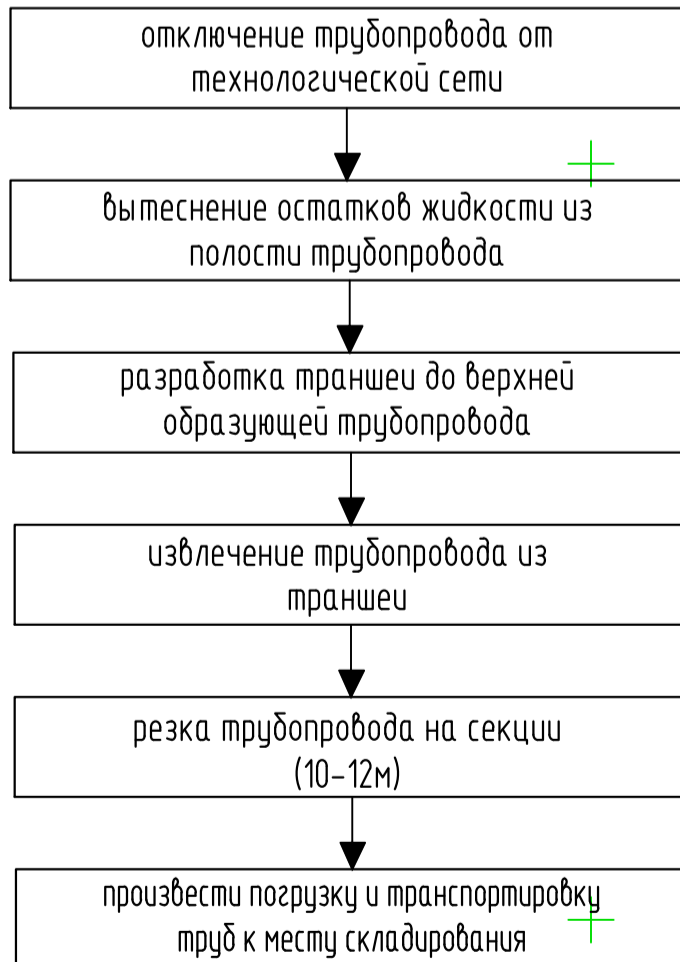 отключение трубопровода от
технологической сети
вытеснение остатков жидкости из
полости трубопровода
разработка траншеи до верхней
образующей трубопровода
извлечение трубопровода из
траншеи
резка трубопровода на секции
(10-12м)
произвести погрузку и транспортировку
труб к месту складирования